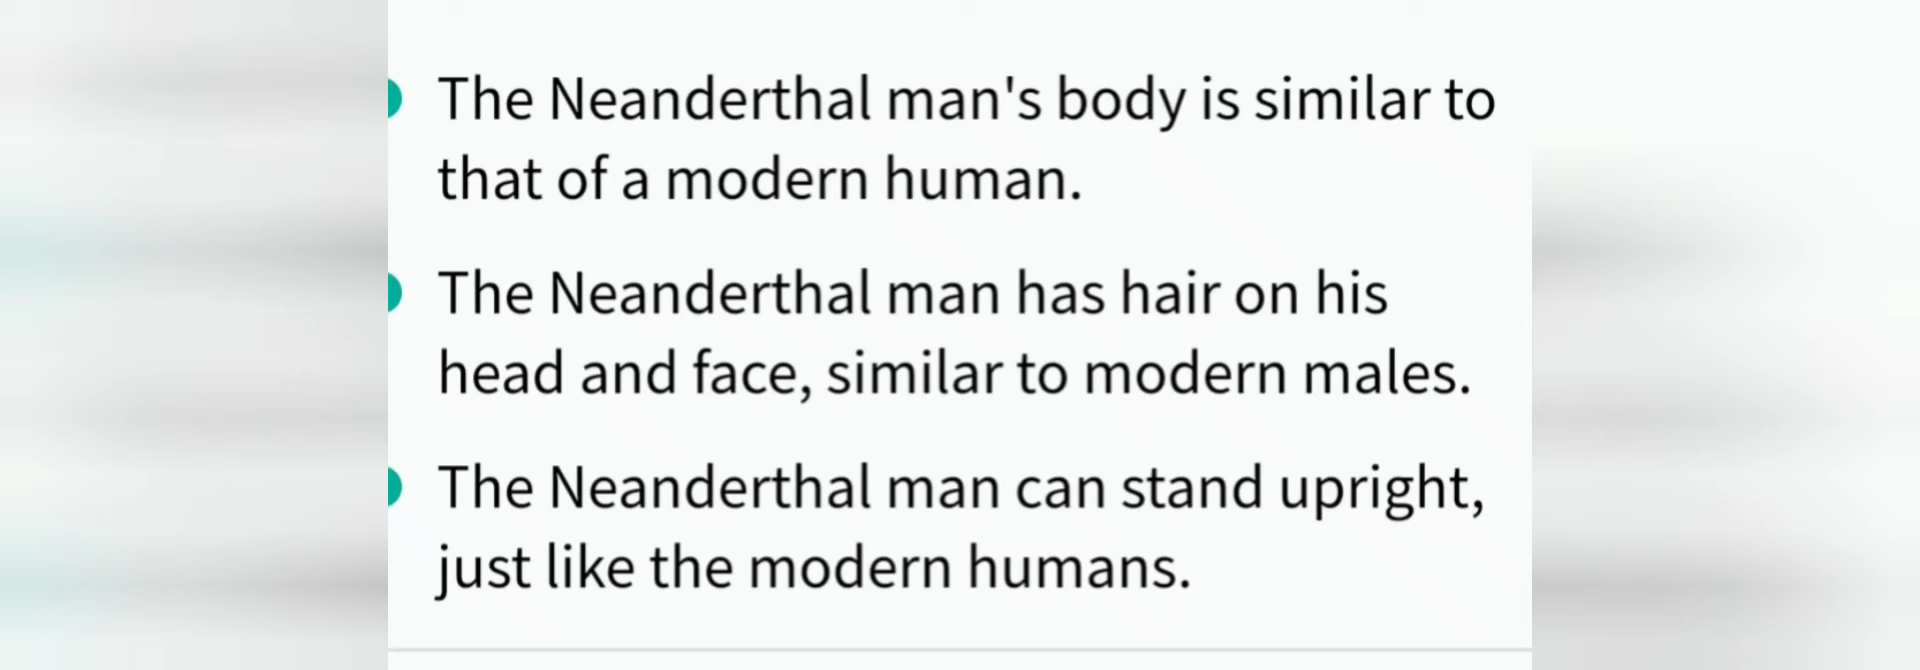 The Neanderthal man's body is similar to
that of a modern human.
The Neanderthal man has hair on his
head and face, similar to modern males.
The Neanderthal man can stand upright,
just like the modern humans.